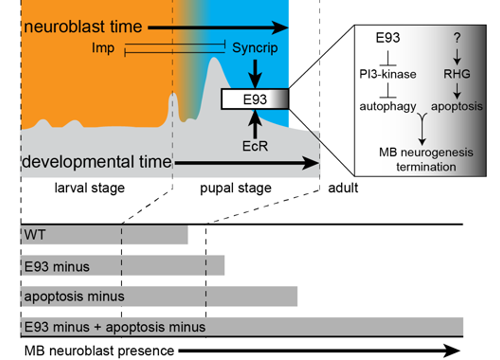 neuroblast time
Imp
Syncrip
E93
EcR
developmental time
larval stage
pupal stage
adult
E93
?
PI3-kinase
RHG
autophagy
apoptosis
MB neurogenesis
termination
WT
E93 minus
apoptosis minus
E93 minus + apoptosis minus
MB neuroblast presence